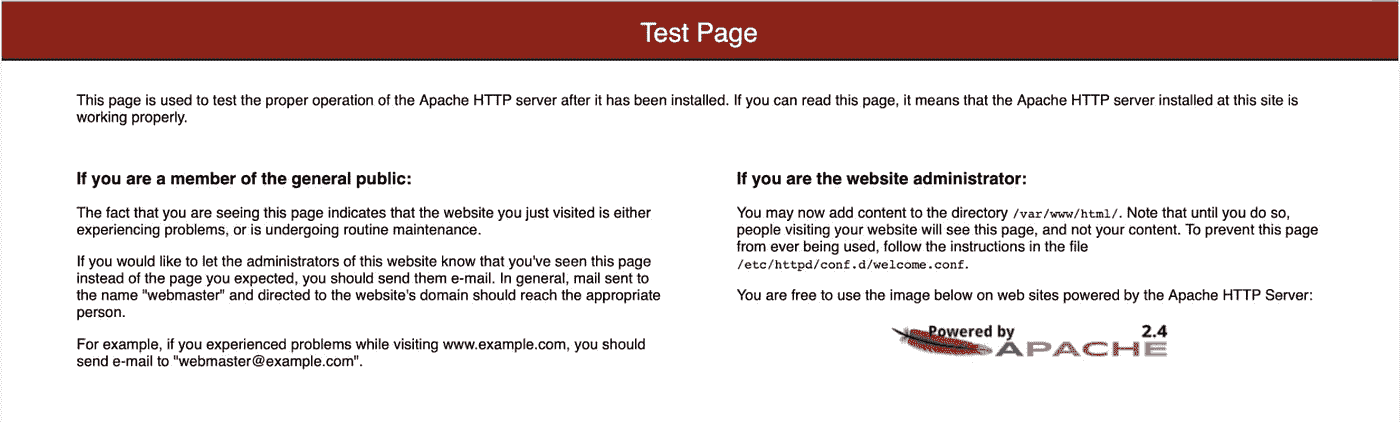 Test Page
This page is used to test the proper operation of the Apache HTTP server after it has been installed. If you can read this page, it means that the Apache HTTP server installed at this site is
working properly.
If you are a member of the general public:
The fact that you are seeing this page indicates that the website you just visited is either
experiencing problems, or is undergoing routine maintenance.
If you would like to let the administrators of this website know that you've seen this page
instead of the page you expected, you should send them e-mail. In general, mail sent to
the name "webmaster" and directed to the website's domain should reach the appropriate
person.
For example, if you experienced problems while visiting www.example.com, you should
send e-mail to "webmaster@example.com".
If you are the website administrator:
You may now add content to the directory /var/www/html/. Note that until you do so,
people visiting your website will see this page, and not your content. To prevent this page
from ever being used, follow the instructions in the file
/etc/httpd/conf.d/welcome.conf.
You are free to use the image below on web sites powered by the Apache HTTP Server:
Powered by 2.4
APACHE